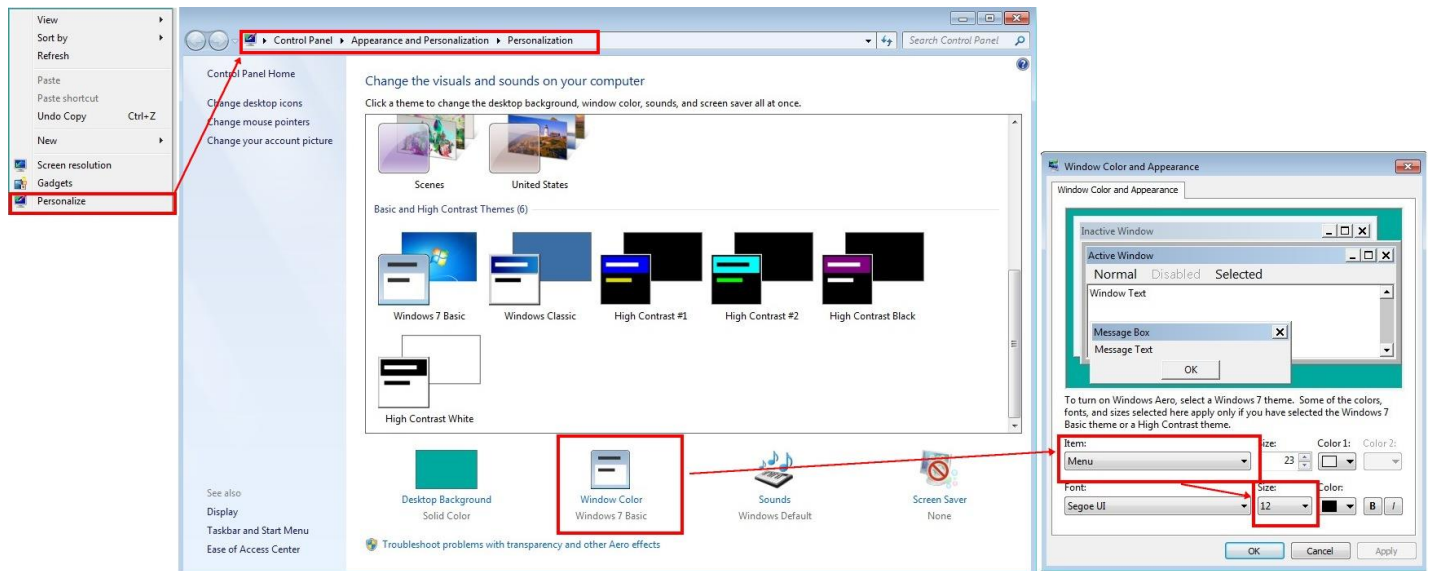 View
Sort by
Refresh
Paste
Paste shortcut
Undo Copy Ctrl+Z
New
Screen resolution
Gadgets
Personalize
Control Panel Appearance and Personalization Personalization
Search Control Panel
Control Panel Home
Change desktop icons
Change mouse pointers
Change your account picture
See also
Display
Taskbar and Start Menu
Ease of Access Center
Change the visuals and sounds on your computer
Click a theme to change the desktop background, window color, sounds, and screen saver all at once.
Scenes United States
Basic and High Contrast Themes (6)
Windows 7 Basic Windows Classic High Contrast #1 High Contrast #2 High Contrast Black
High Contrast White
Desktop Background Window Color Sounds Screen Saver
Solid Color Windows 7 Basic Windows Default None
Troubleshoot problems with transparency and other Aero effects
Window Color and Appearance
Window Color and Appearance
Inactive Window
Active Window
Normal Disabled Selected
Window Text
Message Box
Message Text
OK
To turn on Windows Aero, select a Windows 7 theme. Some of the colors,
fonts, and sizes selected here apply only if you have selected the Windows 7
Basic theme or a High Contrast theme.
Item: Size: Color 1: Color 2:
Menu 23
Font: Size: Color:
Segoe UI 12 B I
OK Cancel Apply